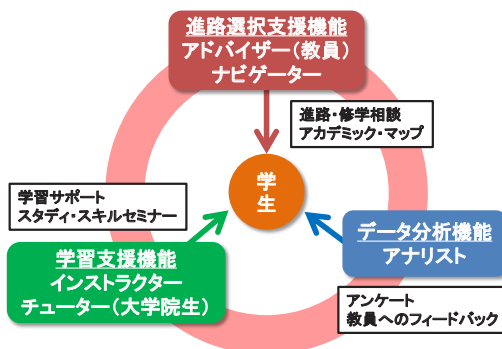 進路選択支援機能
アドバイザー（教員）
ナビゲーター
進路・修学相談
アカデミック・マップ
学
生
学習サポート
スタディ・スキルセミナー
学習支援機能
インストラクター
チューター（大学院生）
データ分析機能
アナリスト
アンケート
教員へのフィードバック